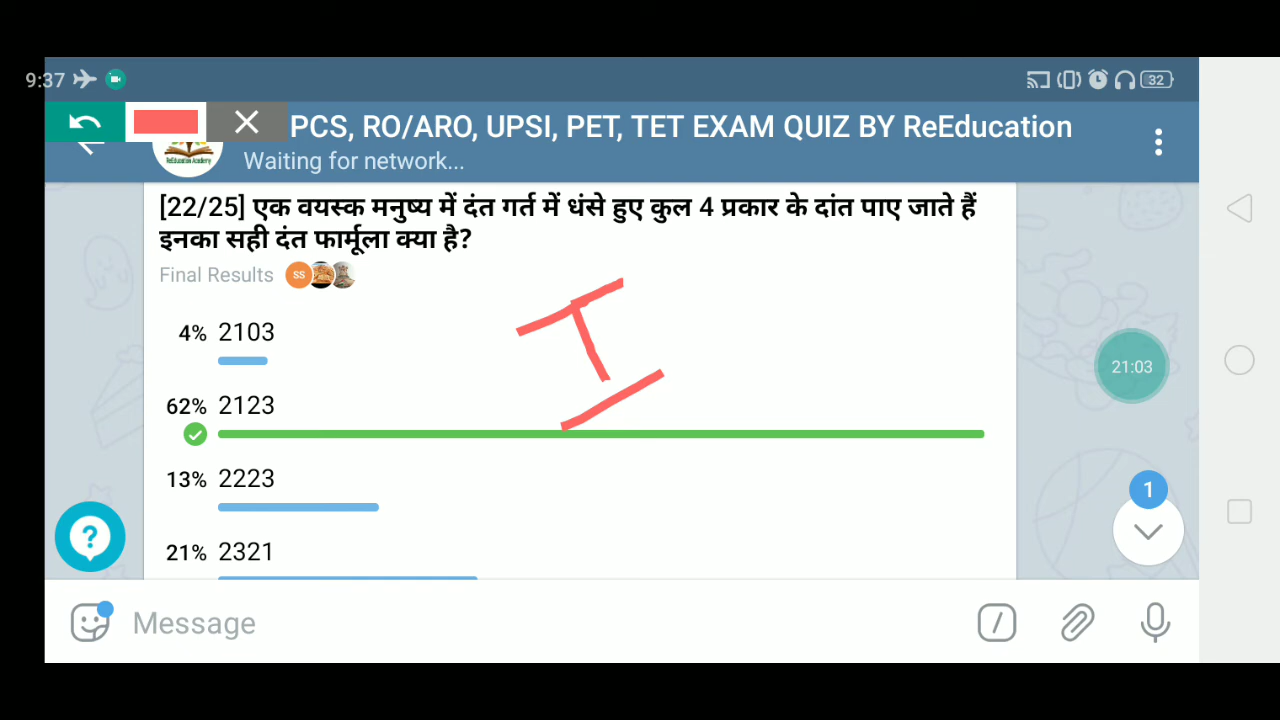 9:37
32
PCS, RO/ARO, UPSI, PET, TET EXAM QUIZ BY ReEducation
ReEducation Academy
Waiting for network...
[22/25] एक वयस्क मनुष्य में दंत गर्त में धंसे हुए कुल 4 प्रकार के दांत पाए जाते हैं
इनका सही दंत फार्मूला क्या है?
Final Results SS
4% 2103
62% 2123
13% 2223
21% 2321
I
21:03
1
?
Message
/